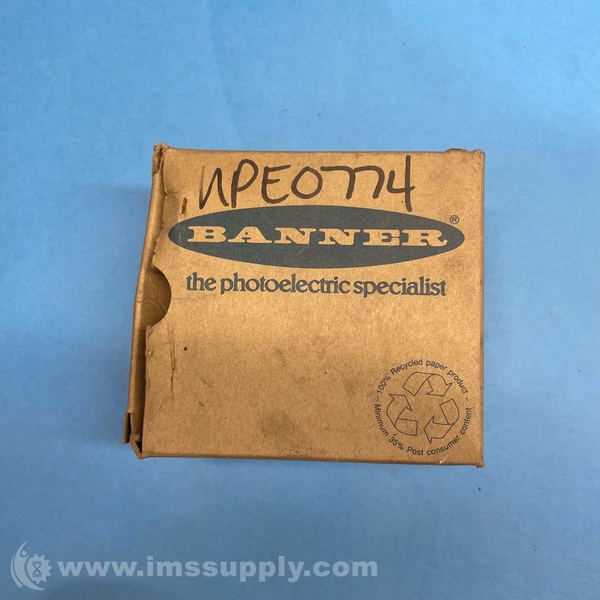 NPE0774
BANNER®
the photoelectric specialist
100% Recycled paper product
Minimum 35% Post consumer content
www.imssupply.com